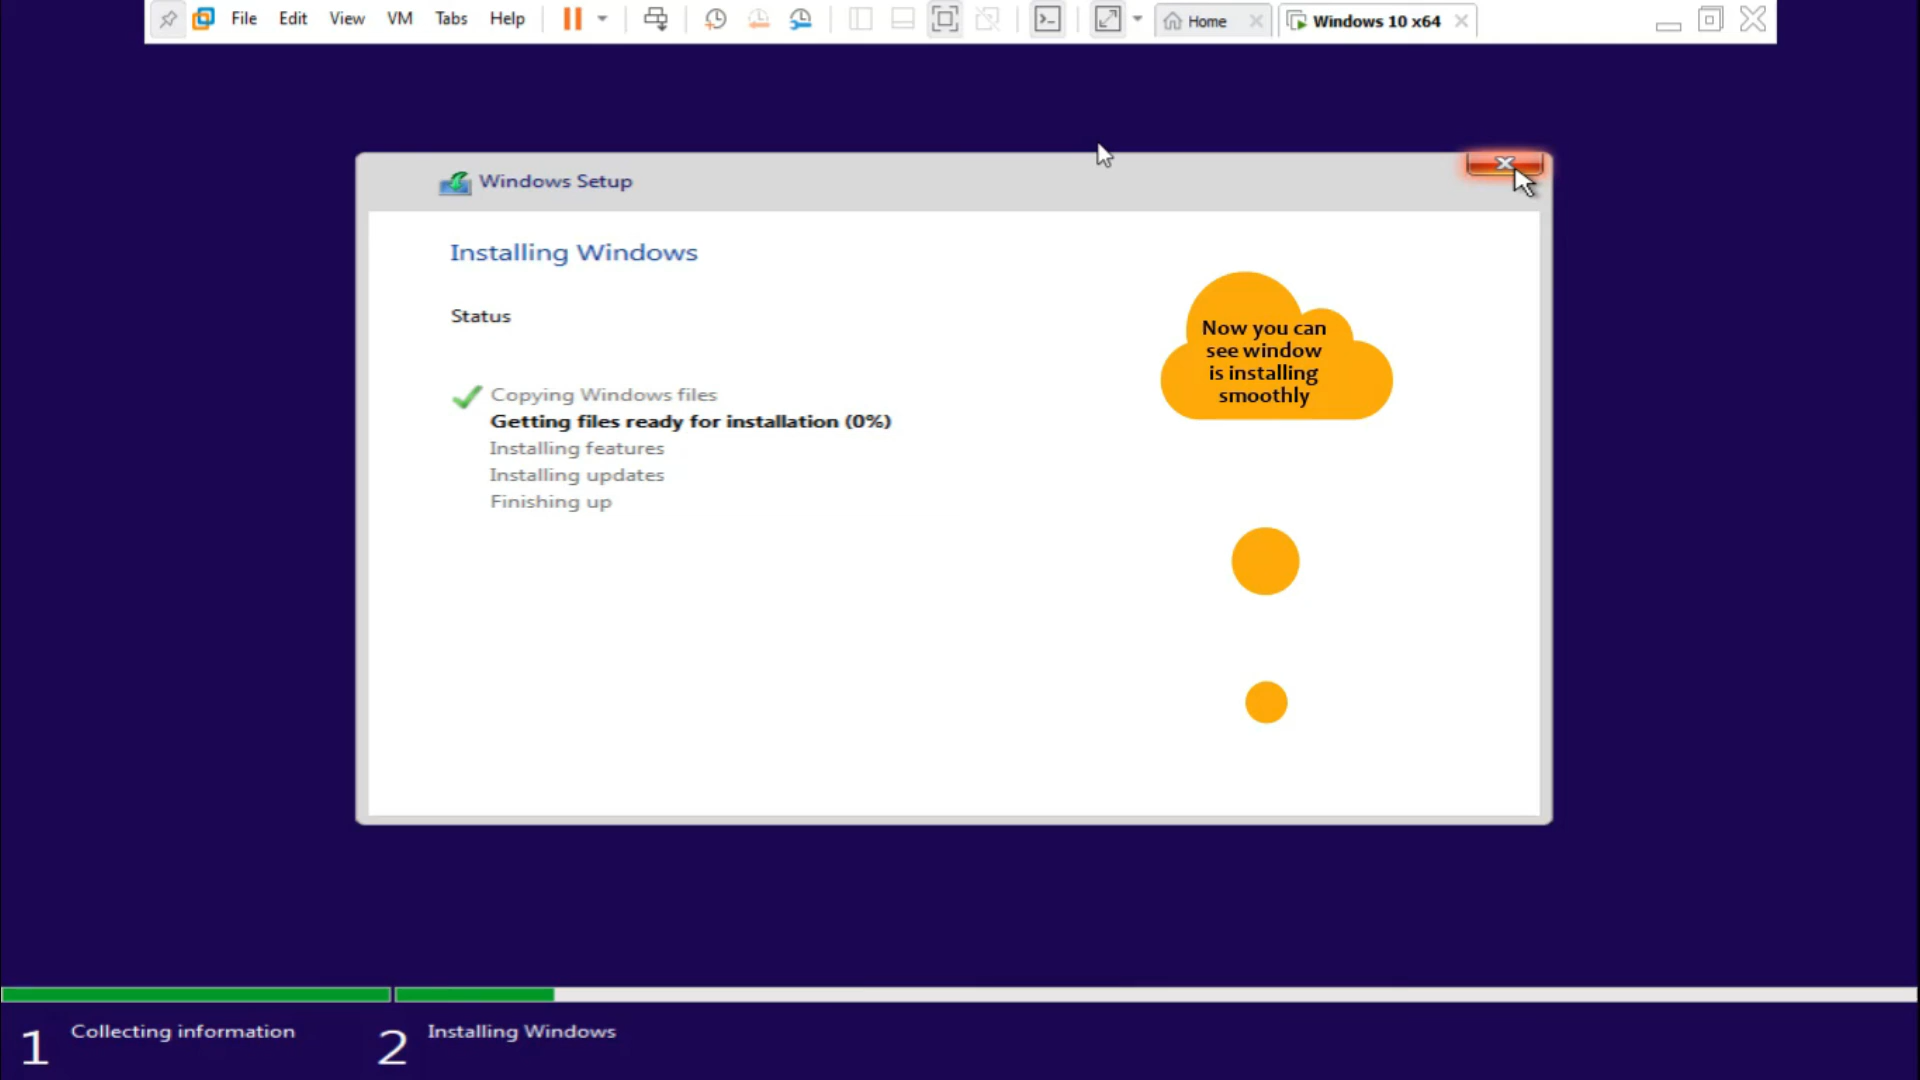 File Edit View VM Tabs Help Home Windows 10 x64
Windows Setup
Installing Windows
Status
Copying Windows files
Getting files ready for installation (0%)
Installing features
Installing updates
Finishing up
Now you can
see window
is installing
smoothly
1 Collecting information
2 Installing Windows